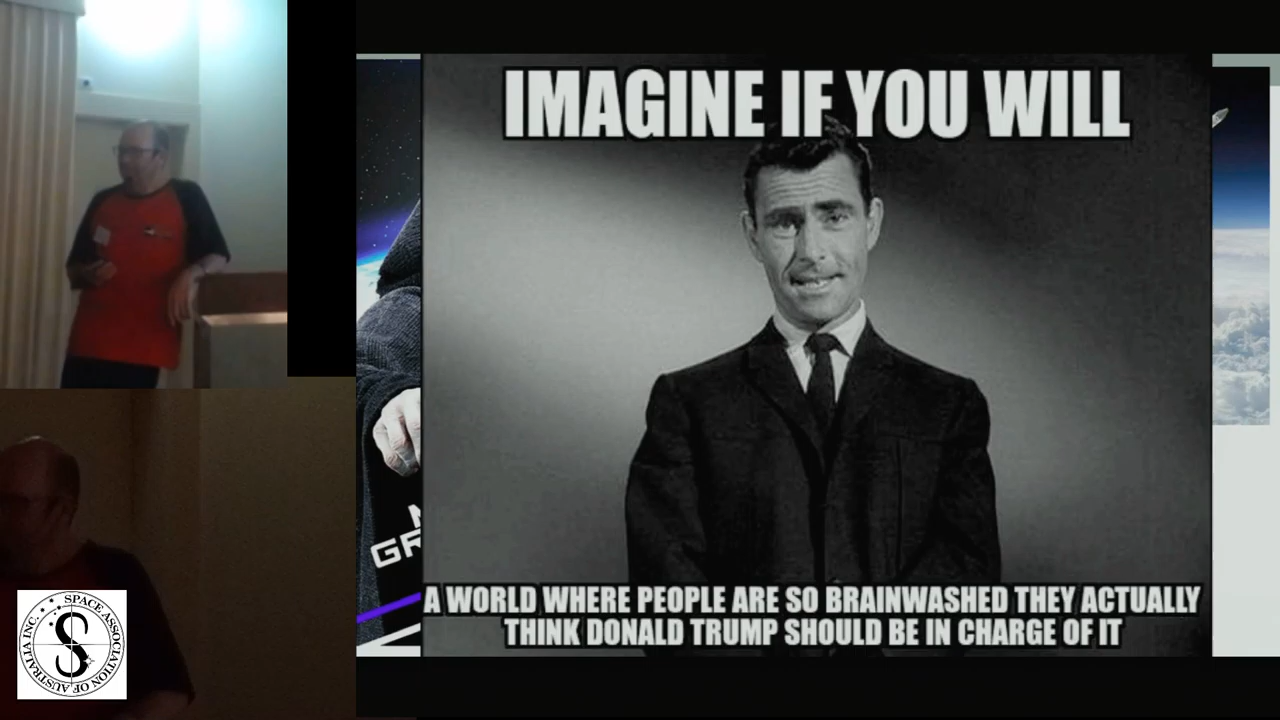 IMAGINE IF YOU WILL
A WORLD WHERE PEOPLE ARE SO BRAINWASHED THEY ACTUALLY
THINK DONALD TRUMP SHOULD BE IN CHARGE OF IT
SPACE ASSOCIATION OF AUSTRALIA INC.